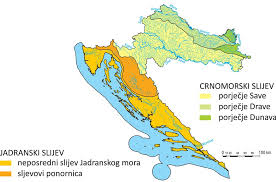 CRNOMORSKI SLIJEV
porječje Save
porječje Drave
porječje Dunava
JADRANSKI SLIJEV
neposredni slijev Jadranskog mora
slijevovi ponornica
0
100 km